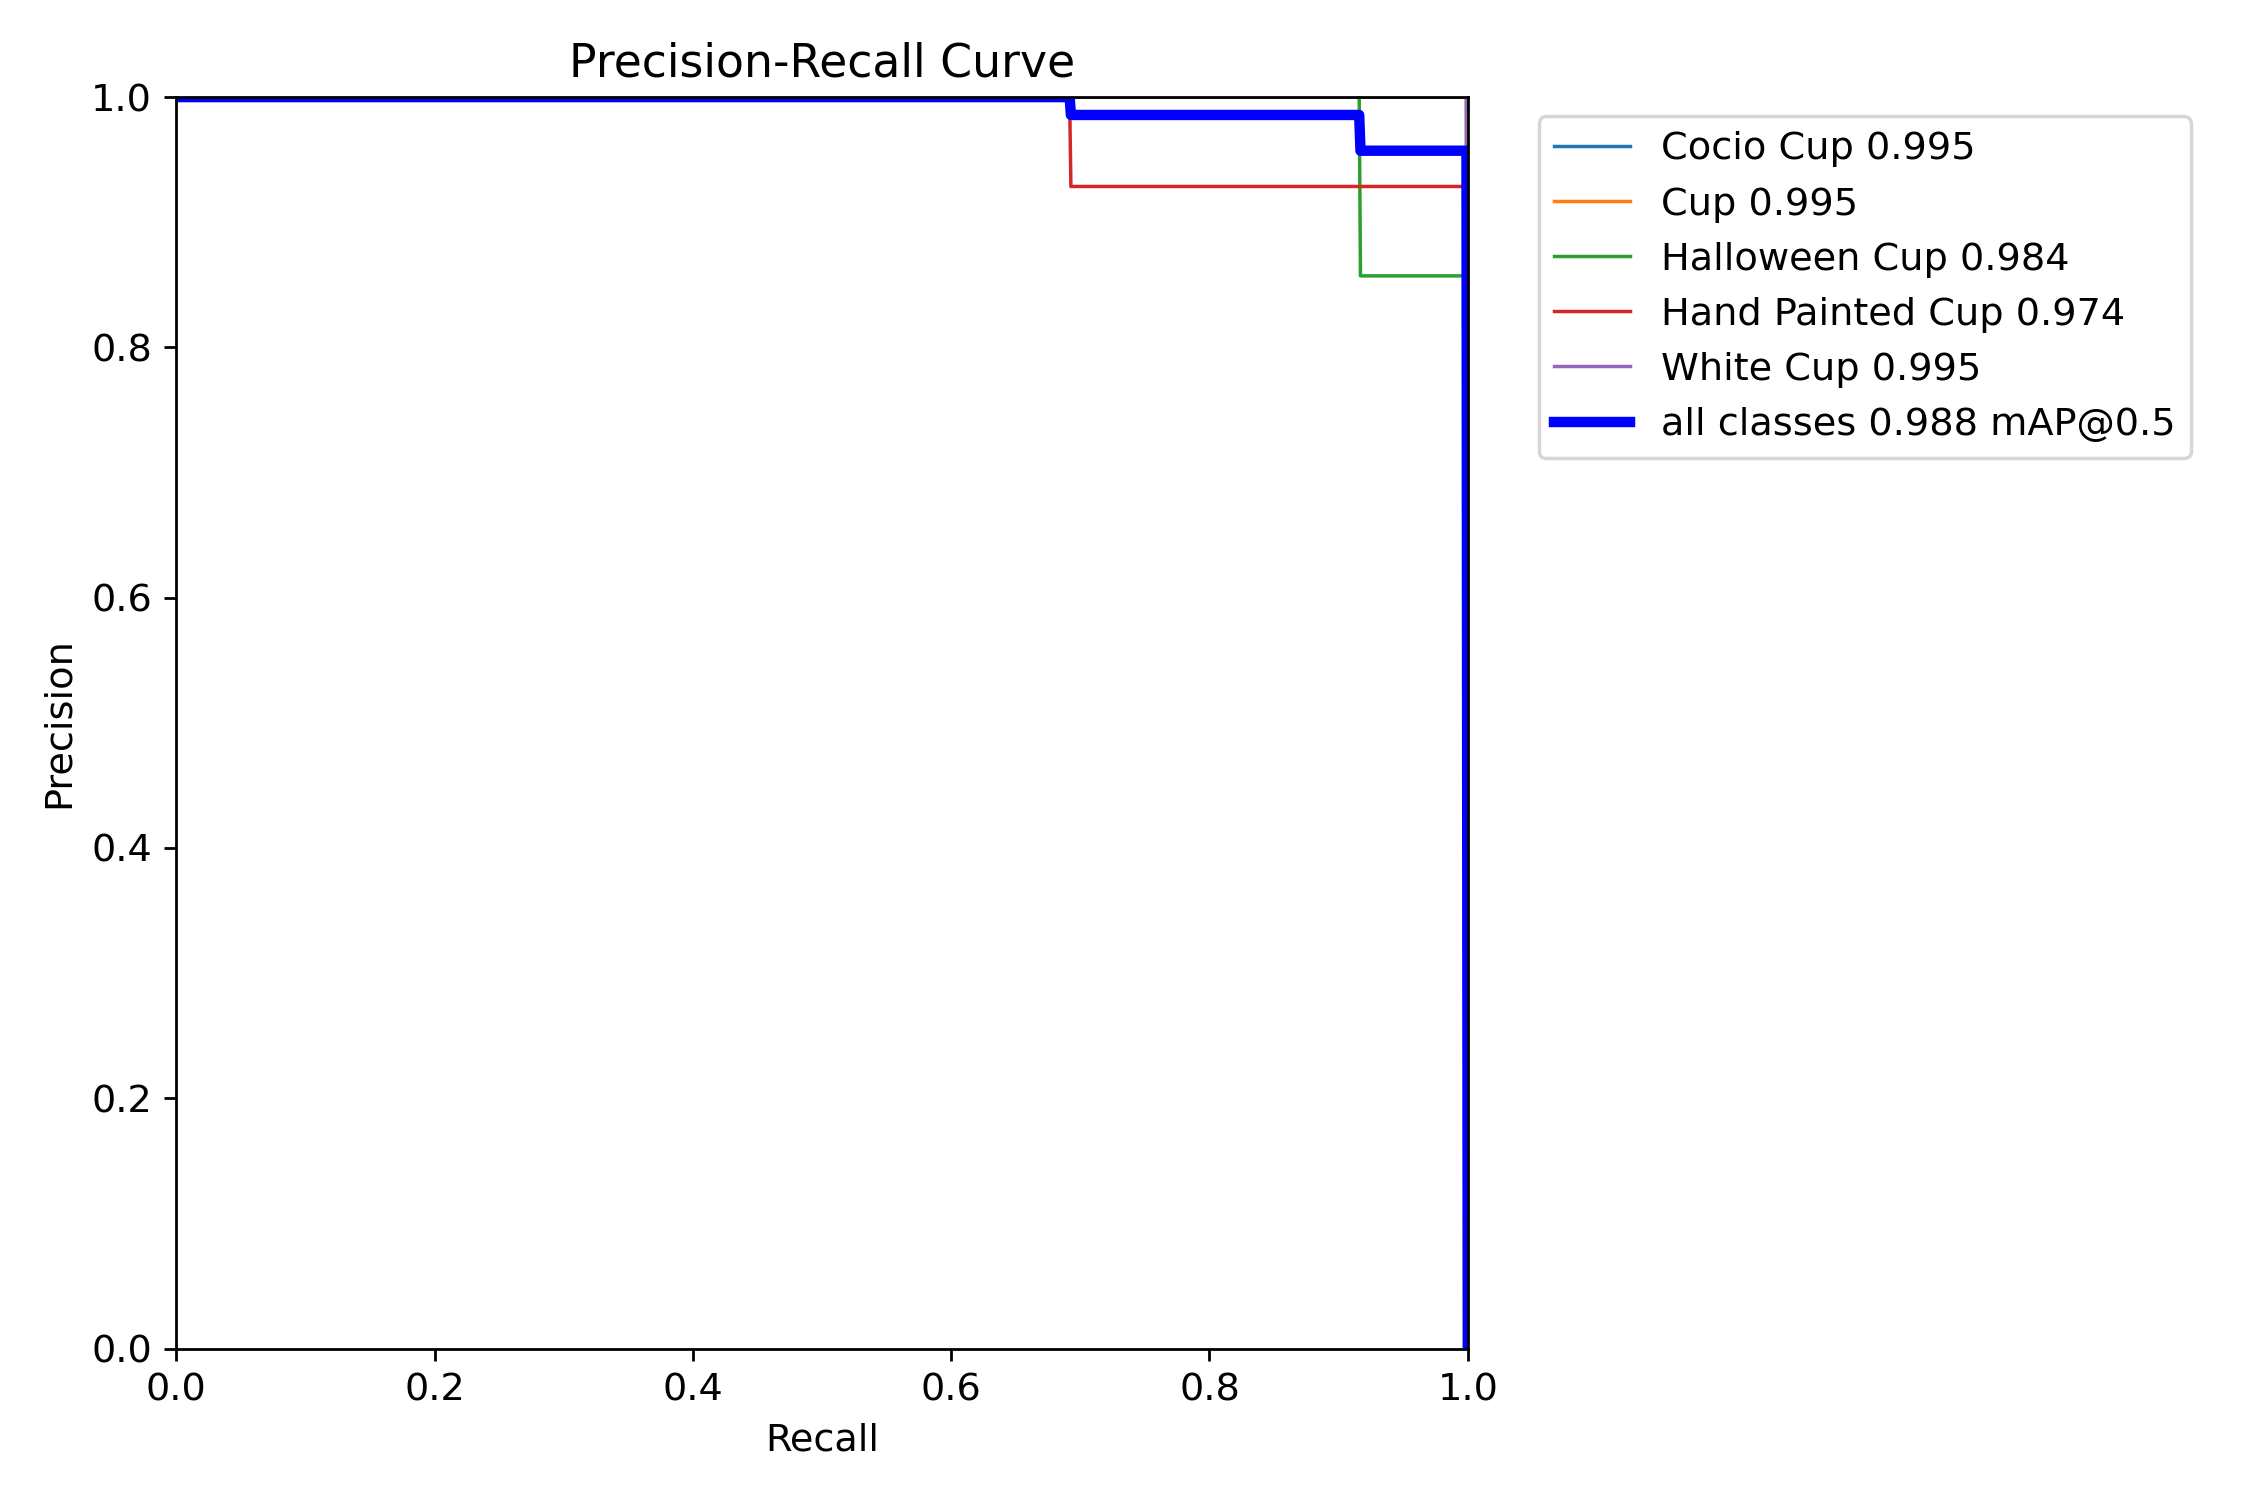 Precision-Recall Curve
1.0
0.8
0.6
0.4
0.2
0.0
Precision
0.0 0.2 0.4 0.6 0.8 1.0
Recall
Cocio Cup 0.995
Cup 0.995
Halloween Cup 0.984
Hand Painted Cup 0.974
White Cup 0.995
all classes 0.988 mAP@0.5